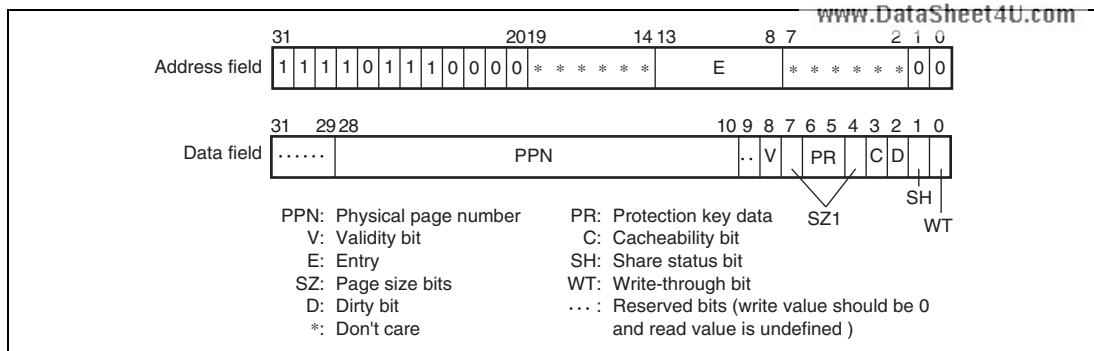 www.DataSheet4U.com
31 2019 14 13 8 7 2 1 0
Address field 1 1 1 1 0 1 1 1 0 0 0 0 * * * * * * E * * * * * * 0 0
31 29 28 10 9 8 7 6 5 4 3 2 1 0
Data field ...... PPN .. V PR C D
SH
SZ1
WT
PPN: Physical page number
V: Validity bit
E: Entry
SZ: Page size bits
D: Dirty bit
*: Don't care
PR: Protection key data
C: Cacheability bit
SH: Share status bit
WT: Write-through bit
... : Reserved bits (write value should be 0
and read value is undefined )